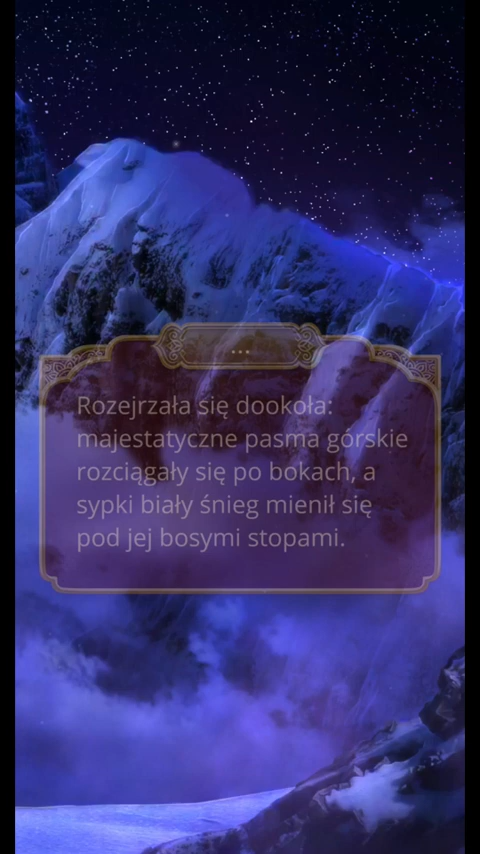 ...
Rozejrzała się dookoła:
majestatyczne pasma górskie
rozciągały się po bokach, a
sypki biały śnieg mienił się
pod jej bosymi stopami.